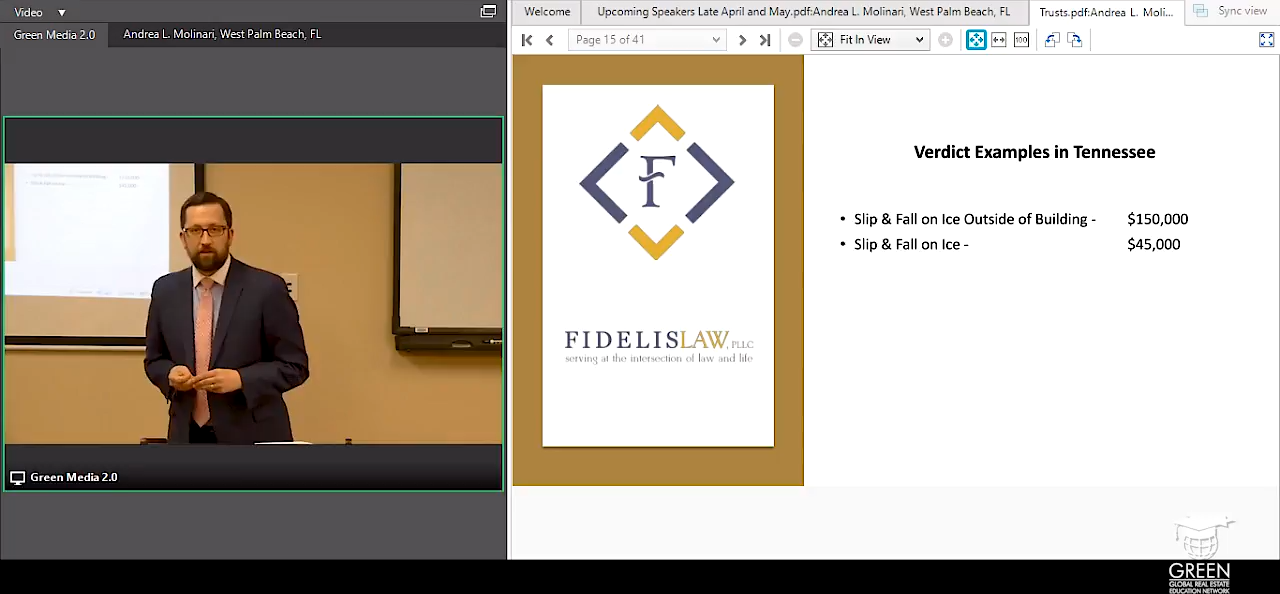 Video
Green Media 2.0
Andrea L. Molinari, West Palm Beach, FL
Green Media 2.0
Welcome
Upcoming Speakers Late April and May.pdf:Andrea L. Molinari, West Palm Beach, FL
Trusts.pdf:Andrea L. Moli...
Sync view
Page 15 of 41
Fit In View
100
F
FIDELISLAW, PLLC
serving at the intersection of law and life
Verdict Examples in Tennessee
• Slip & Fall on Ice Outside of Building - $150,000
• Slip & Fall on Ice - $45,000
GREEN
GLOBAL REAL ESTATE
EDUCATION NETWORK